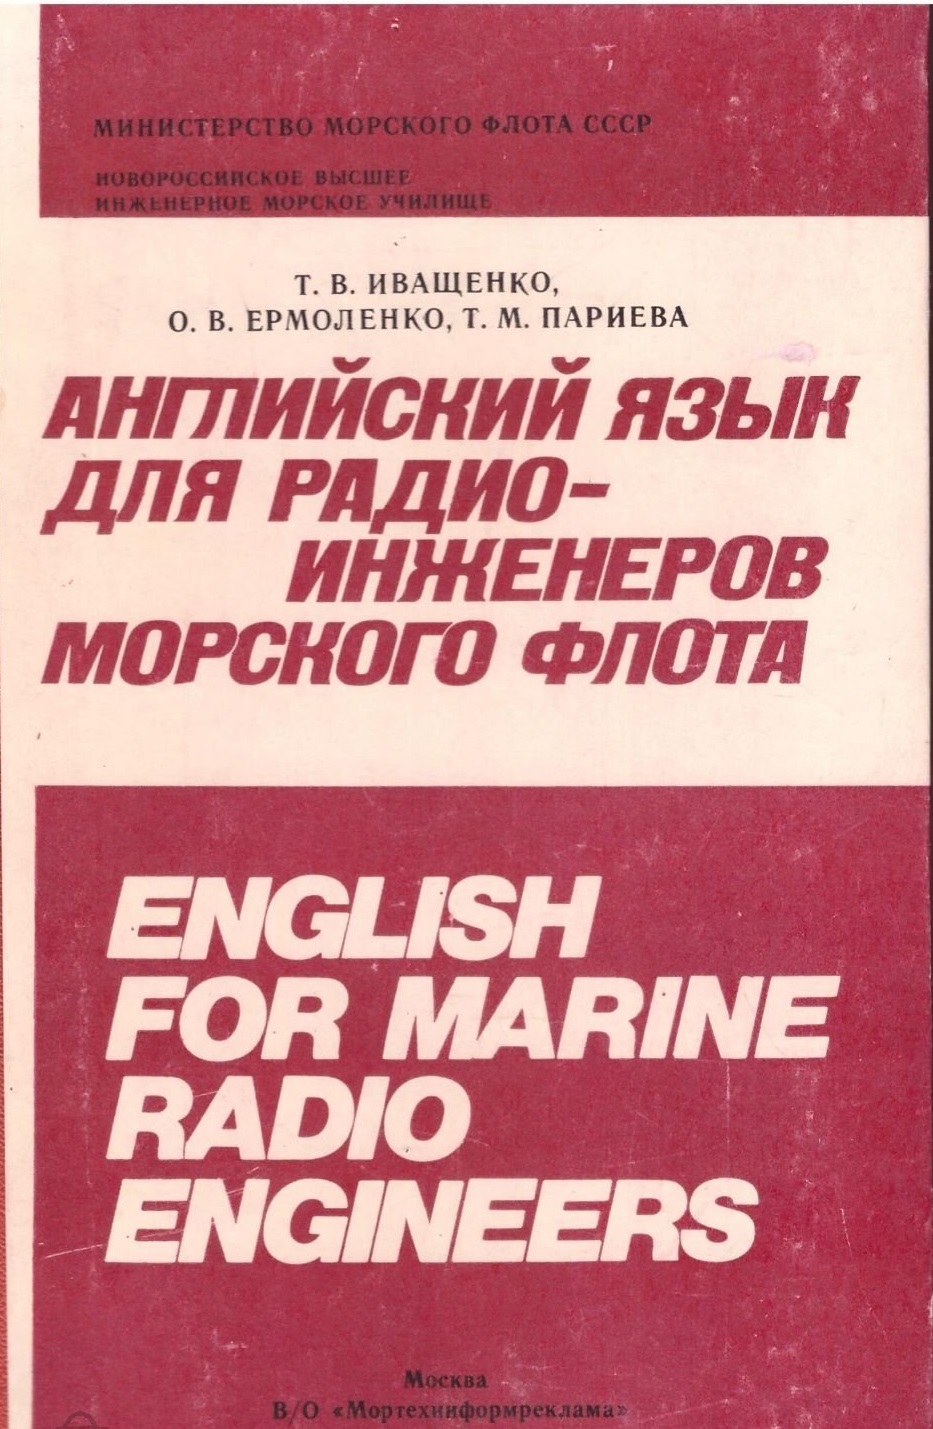 МИНИСТЕРСТВО МОРСКОГО ФЛОТА СССР
НОВОРОССИЙСКОЕ ВЫСШЕЕ
ИНЖЕНЕРНОЕ МОРСКОЕ УЧИЛИЩЕ
Т. В. ИВАЩЕНКО,
О. В. ЕРМОЛЕНКО, Т. М. ПАРИЕВА
АНГЛИЙСКИЙ ЯЗЫК
ДЛЯ РАДИО-
ИНЖЕНЕРОВ
МОРСКОГО ФЛОТА
ENGLISH
FOR MARINE
RADIO
ENGINEERS
Москва
В/О «Мортехинформреклама»